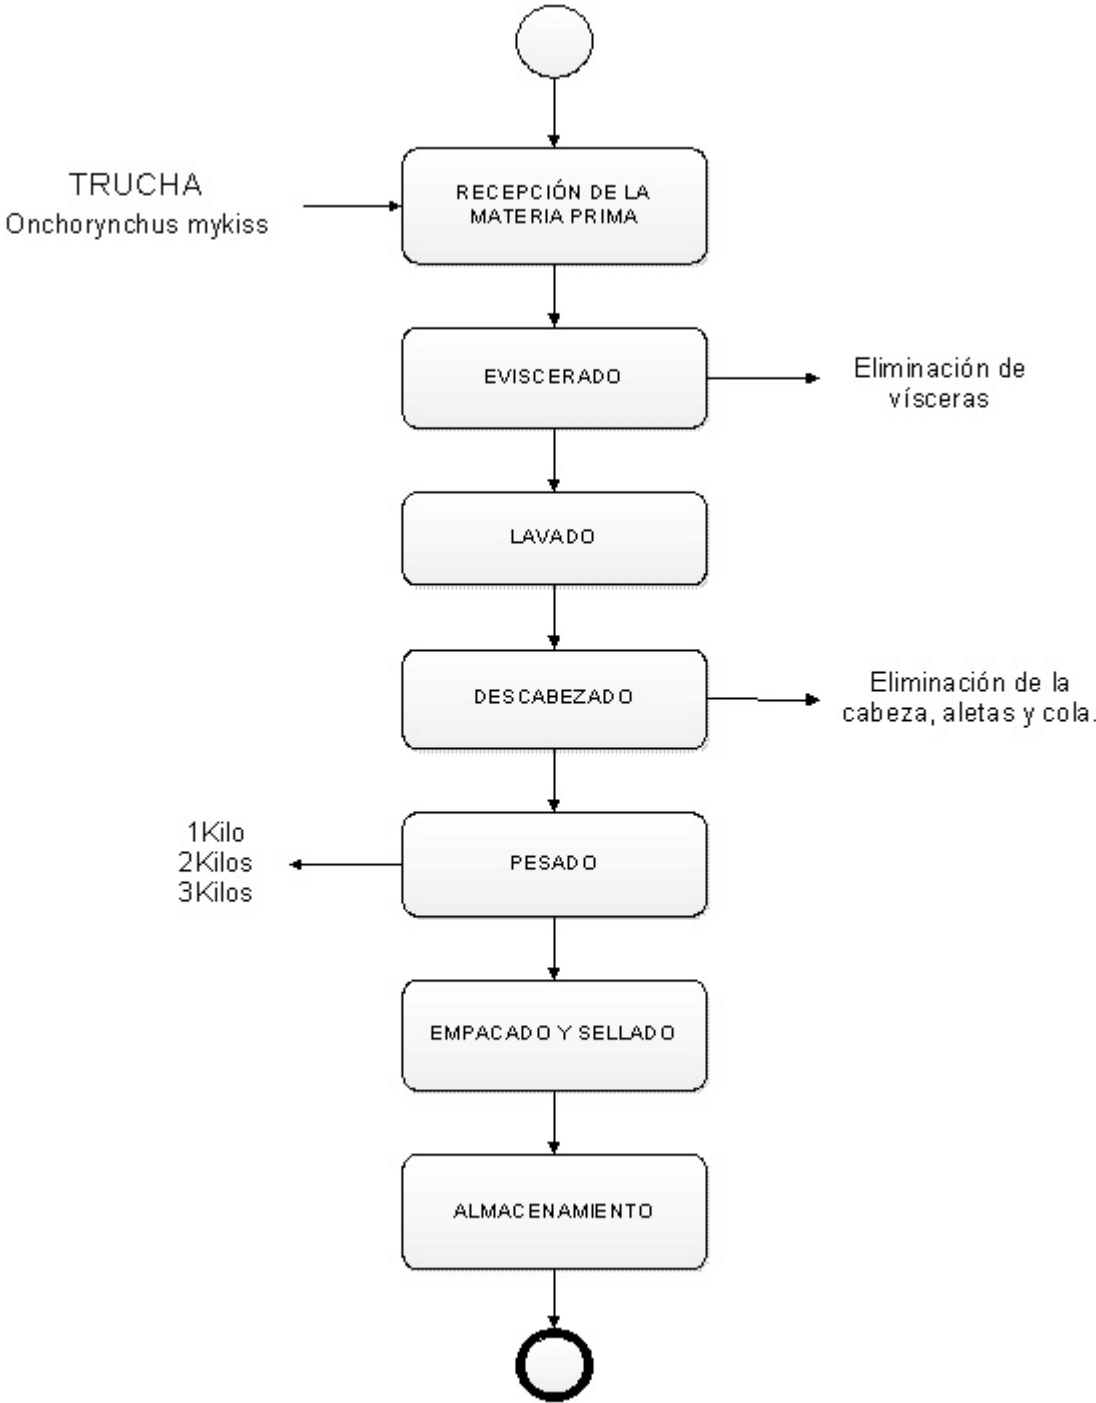 TRUCHA
Onchorynchus mykiss
RECEPCIÓN DE LA
MATERIA PRIMA
EVISCERADO
Eliminación de
vísceras
LAVADO
DESCABEZADO
Eliminación de la
cabeza, aletas y cola.
1Kilo
2Kilos
3Kilos
PESADO
EMPACADO Y SELLADO
ALMACENAMIENTO